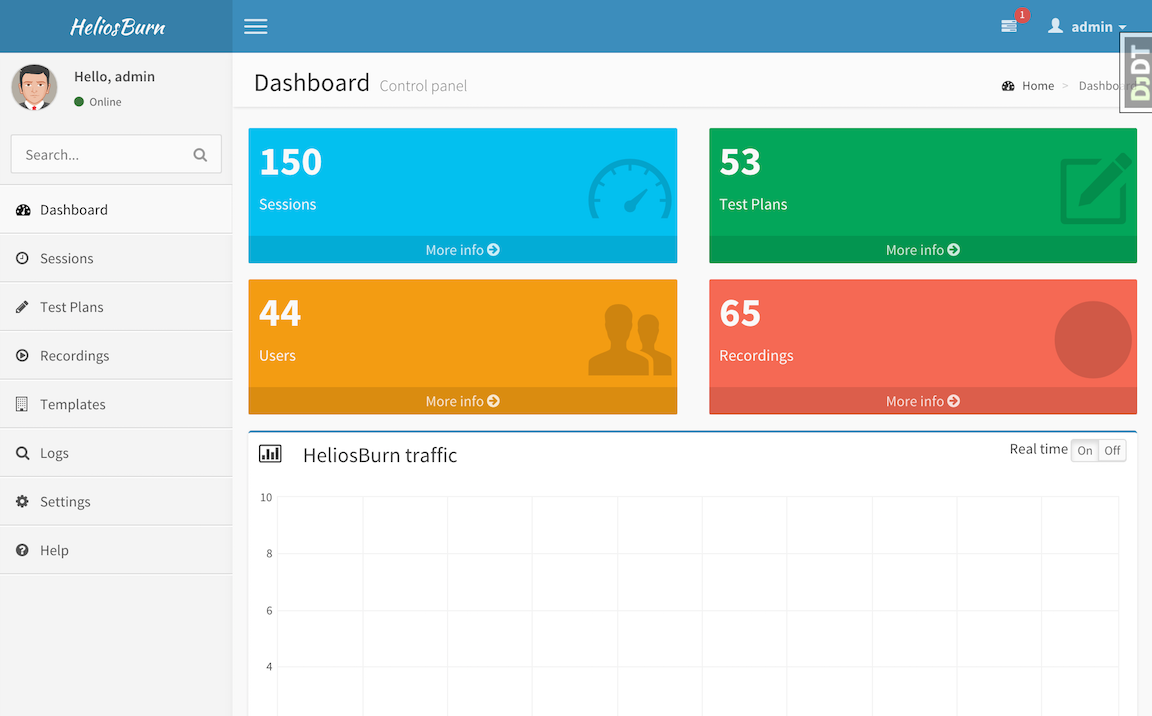 HeliosBurn
1
admin
DJDT
Hello, admin
Online
Search...
Dashboard
Sessions
Test Plans
Recordings
Templates
Logs
Settings
Help
Dashboard Control panel
Home > Dashboard
150
Sessions
More info
53
Test Plans
More info
44
Users
More info
65
Recordings
More info
HeliosBurn traffic
Real time On Off
10
8
6
4